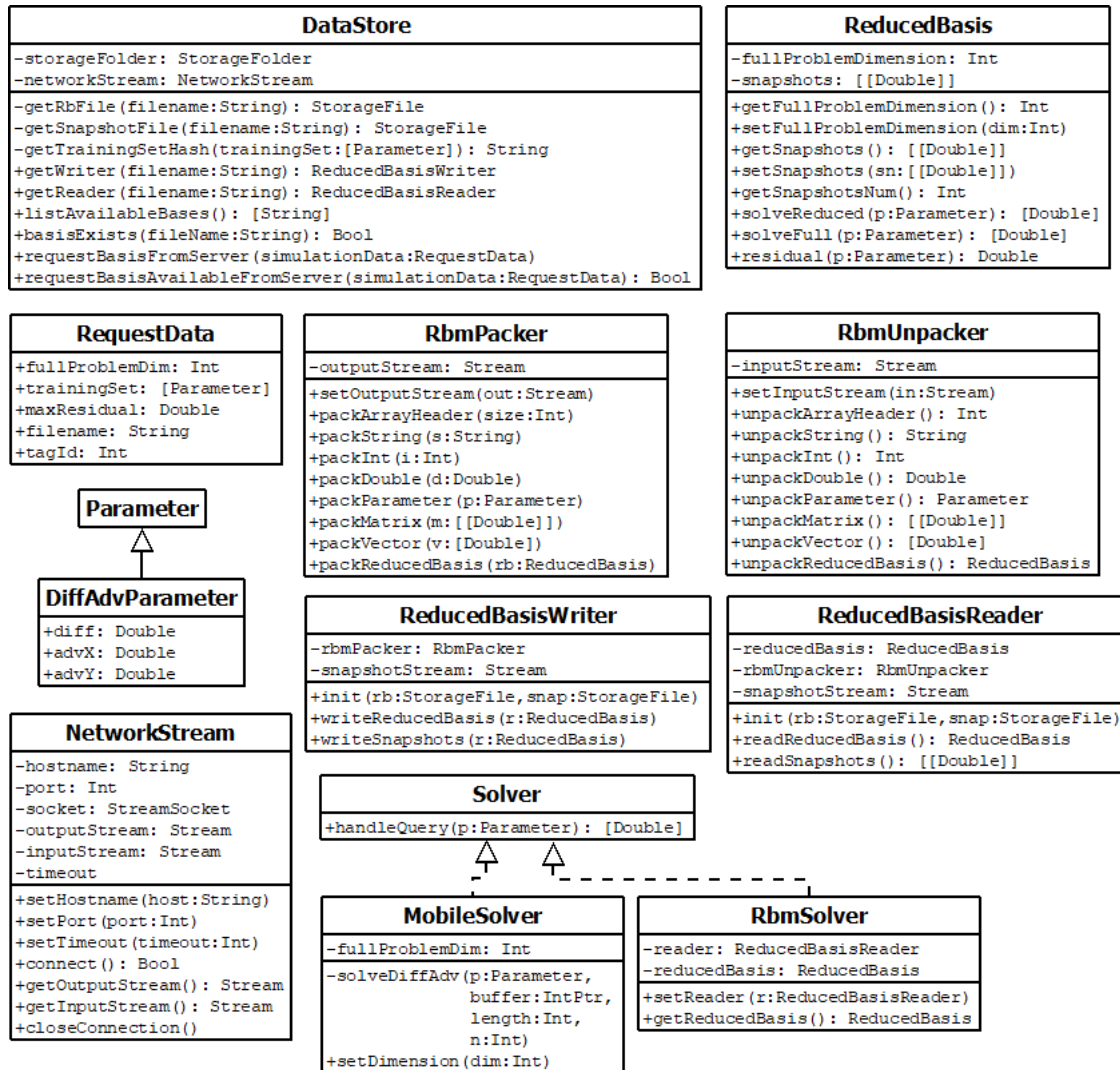 DataStore
-storageFolder: StorageFolder
-networkStream: NetworkStream
-getRbFile(filename:String): StorageFile
-getSnapshotFile(filename:String): StorageFile
-getTrainingSetHash(trainingSet:[Parameter]): String
+getWriter(filename:String): ReducedBasisWriter
+getReader(filename:String): ReducedBasisReader
+listAvailableBases(): [String]
+basisExists(fileName:String): Bool
+requestBasisFromServer(simulationData:RequestData)
+requestBasisAvailableFromServer(simulationData:RequestData): Bool
ReducedBasis
-fullProblemDimension: Int
-snapshots: [[Double]]
+getFullProblemDimension(): Int
+setFullProblemDimension(dim:Int)
+getSnapshots(): [[Double]]
+setSnapshots(sn:[[Double]])
+getSnapshotsNum(): Int
+solveReduced(p:Parameter): [Double]
+solveFull(p:Parameter): [Double]
+residual(p:Parameter): Double
RequestData
+fullProblemDim: Int
+trainingSet: [Parameter]
+maxResidual: Double
+filename: String
+tagId: Int
RbmPacker
-outputStream: Stream
+setOutputStream(out:Stream)
+packArrayHeader(size:Int)
+packString(s:String)
+packInt(i:Int)
+packDouble(d:Double)
+packParameter(p:Parameter)
+packMatrix(m:[[Double]])
+packVector(v:[Double])
+packReducedBasis(rb:ReducedBasis)
RbmUnpacker
-inputStream: Stream
+setInputStream(in:Stream)
+unpackArrayHeader(): Int
+unpackString(): String
+unpackInt(): Int
+unpackDouble(): Double
+unpackParameter(): Parameter
+unpackMatrix(): [[Double]]
+unpackVector(): [Double]
+unpackReducedBasis(): ReducedBasis
Parameter
DiffAdvParameter
+diff: Double
+advX: Double
+advY: Double
ReducedBasisWriter
-rbmPacker: RbmPacker
-snapshotStream: Stream
+init(rb:StorageFile,snap:StorageFile)
+writeReducedBasis(r:ReducedBasis)
+writeSnapshots(r:ReducedBasis)
ReducedBasisReader
-reducedBasis: ReducedBasis
-rbmUnpacker: RbmUnpacker
-snapshotStream: Stream
+init(rb:StorageFile,snap:StorageFile)
+readReducedBasis(): ReducedBasis
+readSnapshots(): [[Double]]
NetworkStream
-hostname: String
-port: Int
-socket: StreamSocket
-outputStream: Stream
-inputStream: Stream
-timeout
+setHostname(host:String)
+setPort(port:Int)
+setTimeout(timeout:Int)
+connect(): Bool
+getOutputStream(): Stream
+getInputStream(): Stream
+closeConnection()
Solver
+handleQuery(p:Parameter): [Double]
MobileSolver
-fullProblemDim: Int
-solveDiffAdv(p:Parameter,
buffer:IntPtr,
length:Int,
n:Int)
+setDimension(dim:Int)
RbmSolver
-reader: ReducedBasisReader
-reducedBasis: ReducedBasis
+setReader(r:ReducedBasisReader)
+getReducedBasis(): ReducedBasis